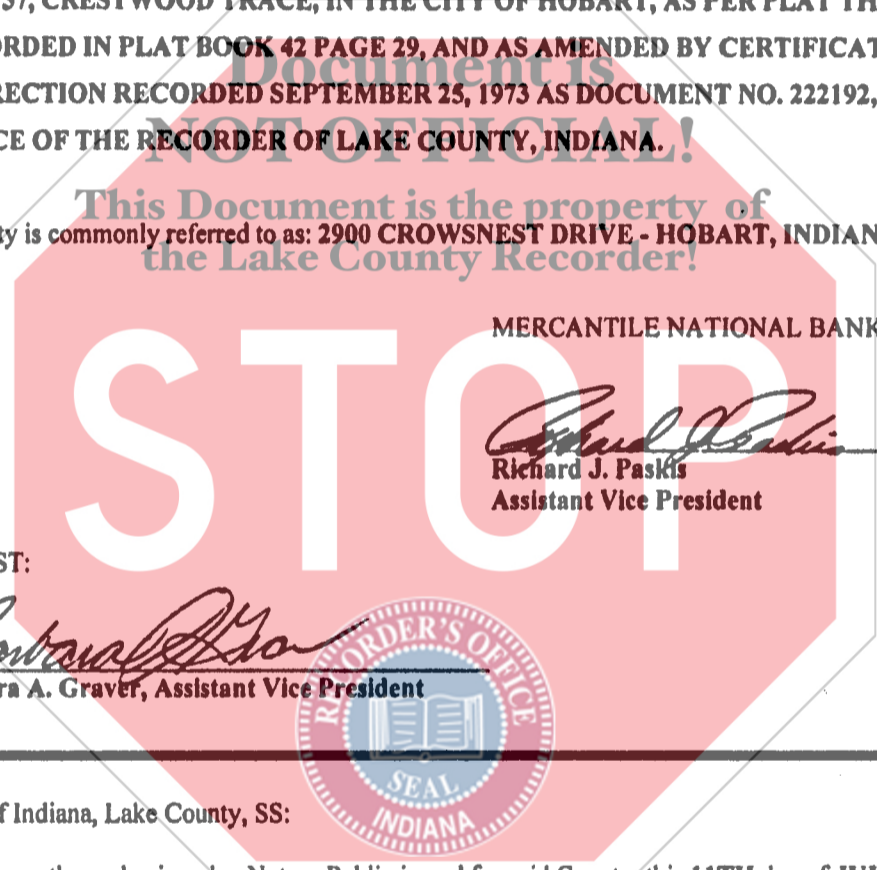 57, CRESTWOOD TRACE, IN THE CITY OF HOBART, AS PER PLAT TH
ORDED IN PLAT BOOK 42 PAGE 29, AND AS AMENDED BY CERTIFICAT
Document is
RECTION RECORDED SEPTEMBER 25, 1973 AS DOCUMENT NO. 222192,
NOT OFFICIAL!
CE OF THE RECORDER OF LAKE COUNTY, INDIANA.
This Document is the property of
ty is commonly referred to as: 2900 CROWSNEST DRIVE - HOBART, INDIAN
the Lake County Recorder!
MERCANTILE NATIONAL BANK
STOP
Richard J. Paskis
Richard J. Paskis
Assistant Vice President
ST:
ra A. Graver, Assistant Vice President
RECORDER'S OFFICE
SEAL
INDIANA
f Indiana, Lake County, SS: